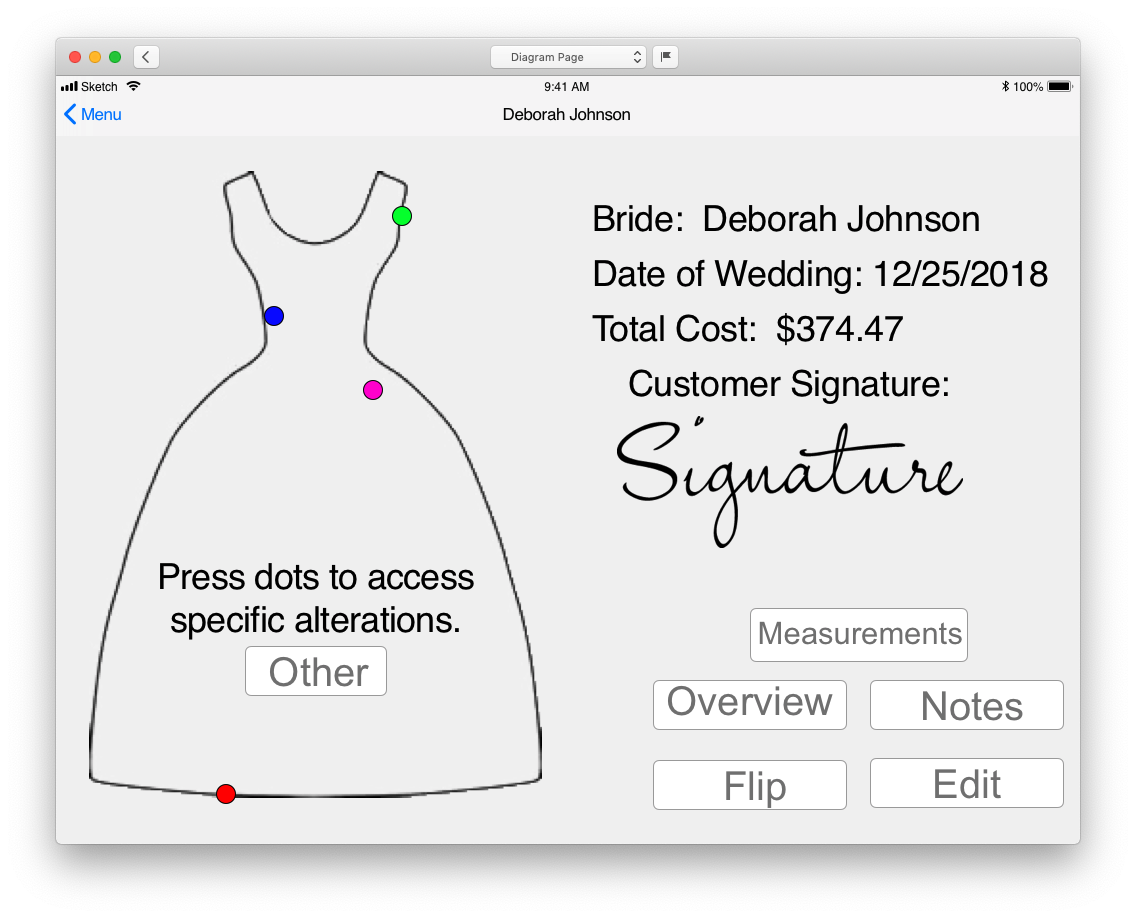 Diagram Page
Sketch 9:41 AM 100%
Menu Deborah Johnson
Bride: Deborah Johnson
Date of Wedding: 12/25/2018
Total Cost: $374.47
Customer Signature:
Signature
Press dots to access
specific alterations.
Other
Measurements
Overview Notes
Flip Edit